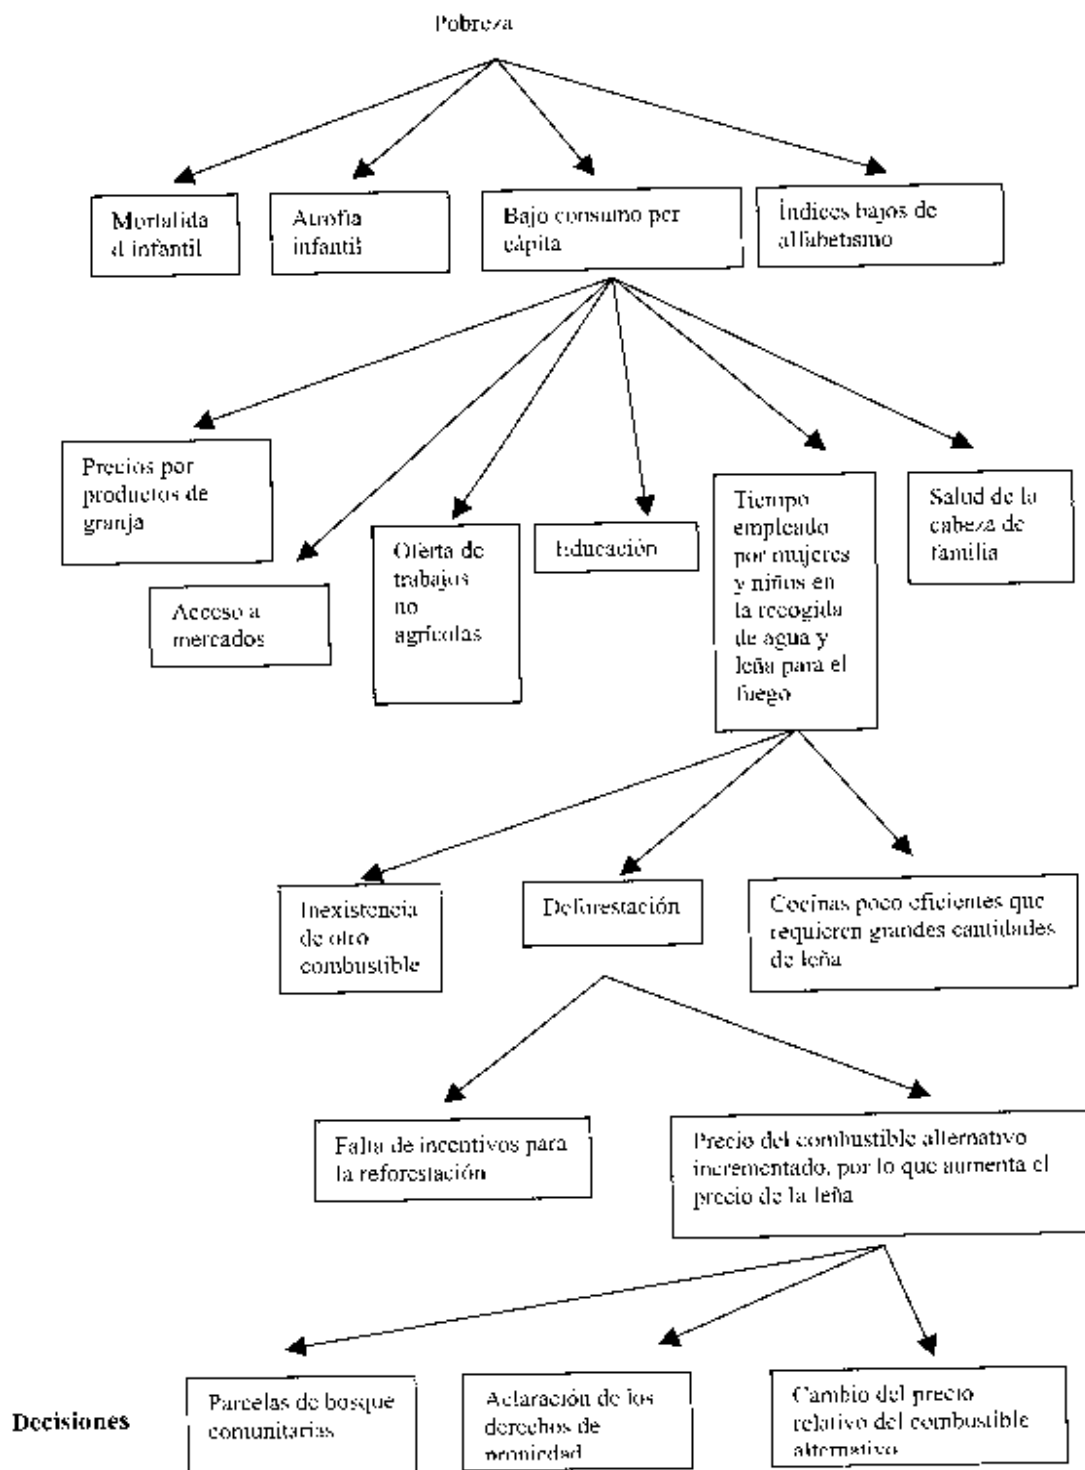 Pobreza
Mortalida
d infantil
Atrofia
infantil
Bajo consumo per
cápita
Índices bajos de
alfabetismo
Precios por
productos de
granja
Acceso a
mercados
Oferta de
trabajos
no
agrícolas
Educación
Tiempo
empleado
por mujeres
y niños en
la recogida
de agua y
leña para el
fuego
Salud de la
cabeza de
familia
Inexistencia
de otro
combustible
Deforestación
Cocinas poco eficientes que
requieren grandes cantidades
de leña
Falta de incentivos para
la reforestación
Precio del combustible alternativo
incrementado, por lo que aumenta el
precio de la leña
Decisiones
Parcelas de bosque
comunitarias
Aclaración de los
derechos de
propiedad
Cambio del precio
relativo del combustible
alternativo